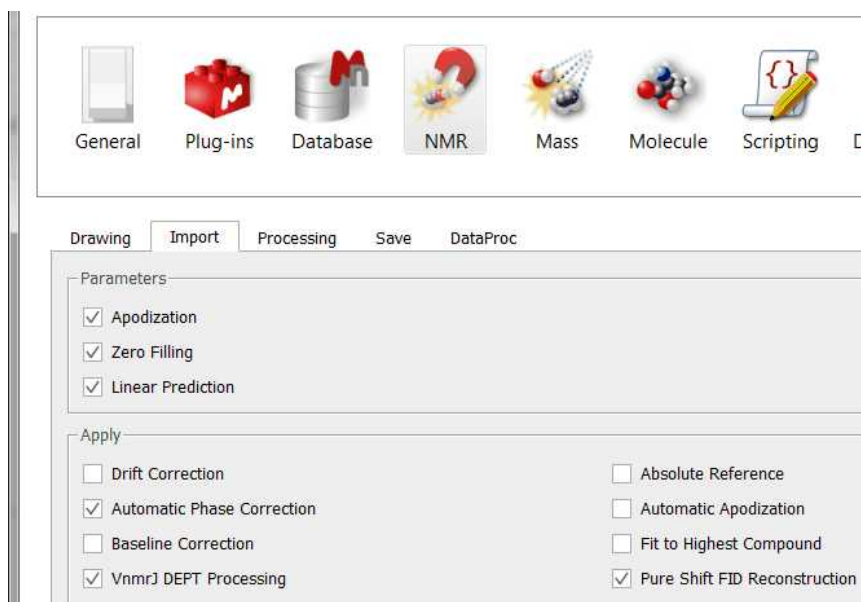 General Plug-ins Database NMR Mass Molecule Scripting D
Drawing Import Processing Save DataProc
Parameters
Apodization
Zero Filling
Linear Prediction
Apply
Drift Correction Absolute Reference
Automatic Phase Correction Automatic Apodization
Baseline Correction Fit to Highest Compound
VnmrJ DEPT Processing Pure Shift FID Reconstruction